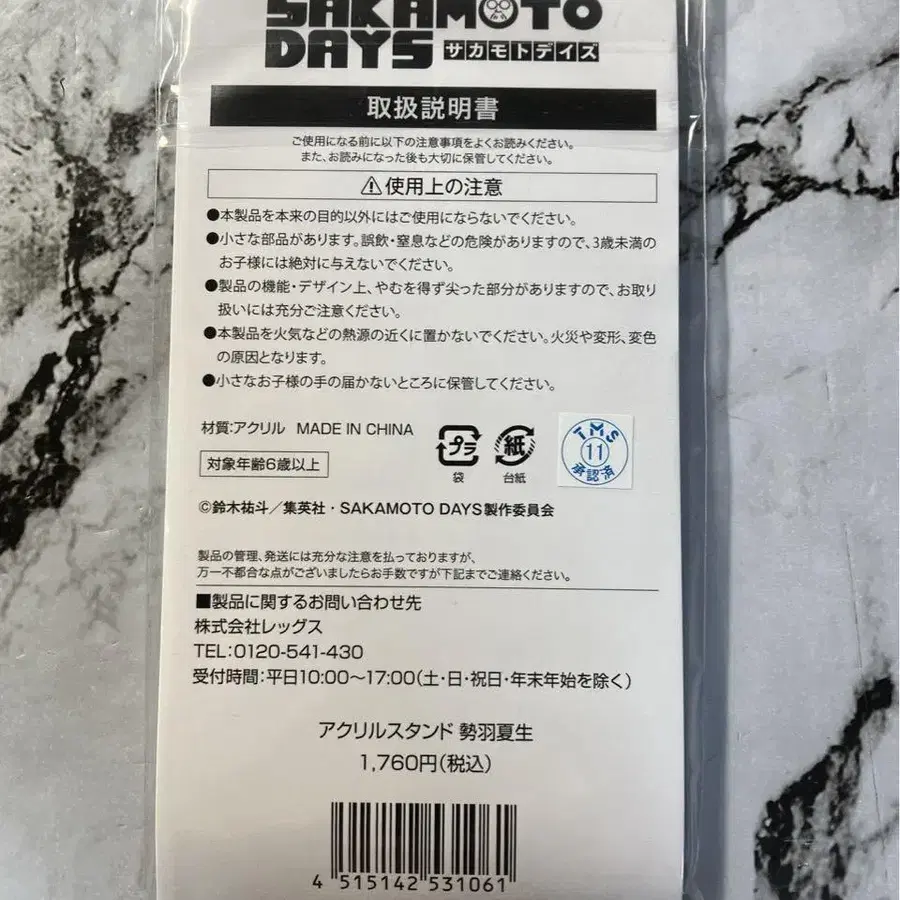 SAKAMOTO
DAYS サカモトデイズ
取扱説明書
ご使用になる前に以下の注意事項をよくお読みください。
また、お読みになった後も大切に保管してください。
⚠使用上の注意
●本製品を本来の目的以外にはご使用にならないでください。
●小さな部品があります。誤飲・窒息などの危険がありますので、3歳未満の
お子様には絶対に与えないでください。
●製品の機能・デザイン上、やむを得ず尖った部分がありますので、お取り
扱いには充分ご注意ください。
●本製品を火気などの熱源の近くに置かないでください。火災や変形、変色
の原因となります。
●小さなお子様の手の届かないところに保管してください。
材質:アクリル MADE IN CHINA
対象年齢6歳以上
プラ
袋
紙
台紙
TMS
11
承認済
©鈴木祐斗/集英社・SAKAMOTO DAYS製作委員会
製品の管理、発送には充分な注意を払っておりますが、
万一不都合な点がございましたらお手数ですが下記までご連絡ください。
■製品に関するお問い合わせ先
株式会社レッグス
TEL:0120-541-430
受付時間:平日10:00〜17:00(土・日・祝日・年末年始を除く)
アクリルスタンド 勢羽夏生
1,760円(税込)
4 515142 531061